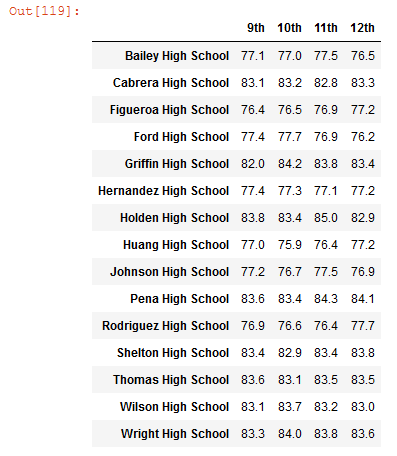 Out[119]:
9th 10th 11th 12th
Bailey High School 77.1 77.0 77.5 76.5
Cabrera High School 83.1 83.2 82.8 83.3
Figueroa High School 76.4 76.5 76.9 77.2
Ford High School 77.4 77.7 76.9 76.2
Griffin High School 82.0 84.2 83.8 83.4
Hernandez High School 77.4 77.3 77.1 77.2
Holden High School 83.8 83.4 85.0 82.9
Huang High School 77.0 75.9 76.4 77.2
Johnson High School 77.2 76.7 77.5 76.9
Pena High School 83.6 83.4 84.3 84.1
Rodriguez High School 76.9 76.6 76.4 77.7
Shelton High School 83.4 82.9 83.4 83.8
Thomas High School 83.6 83.1 83.5 83.5
Wilson High School 83.1 83.7 83.2 83.0
Wright High School 83.3 84.0 83.8 83.6